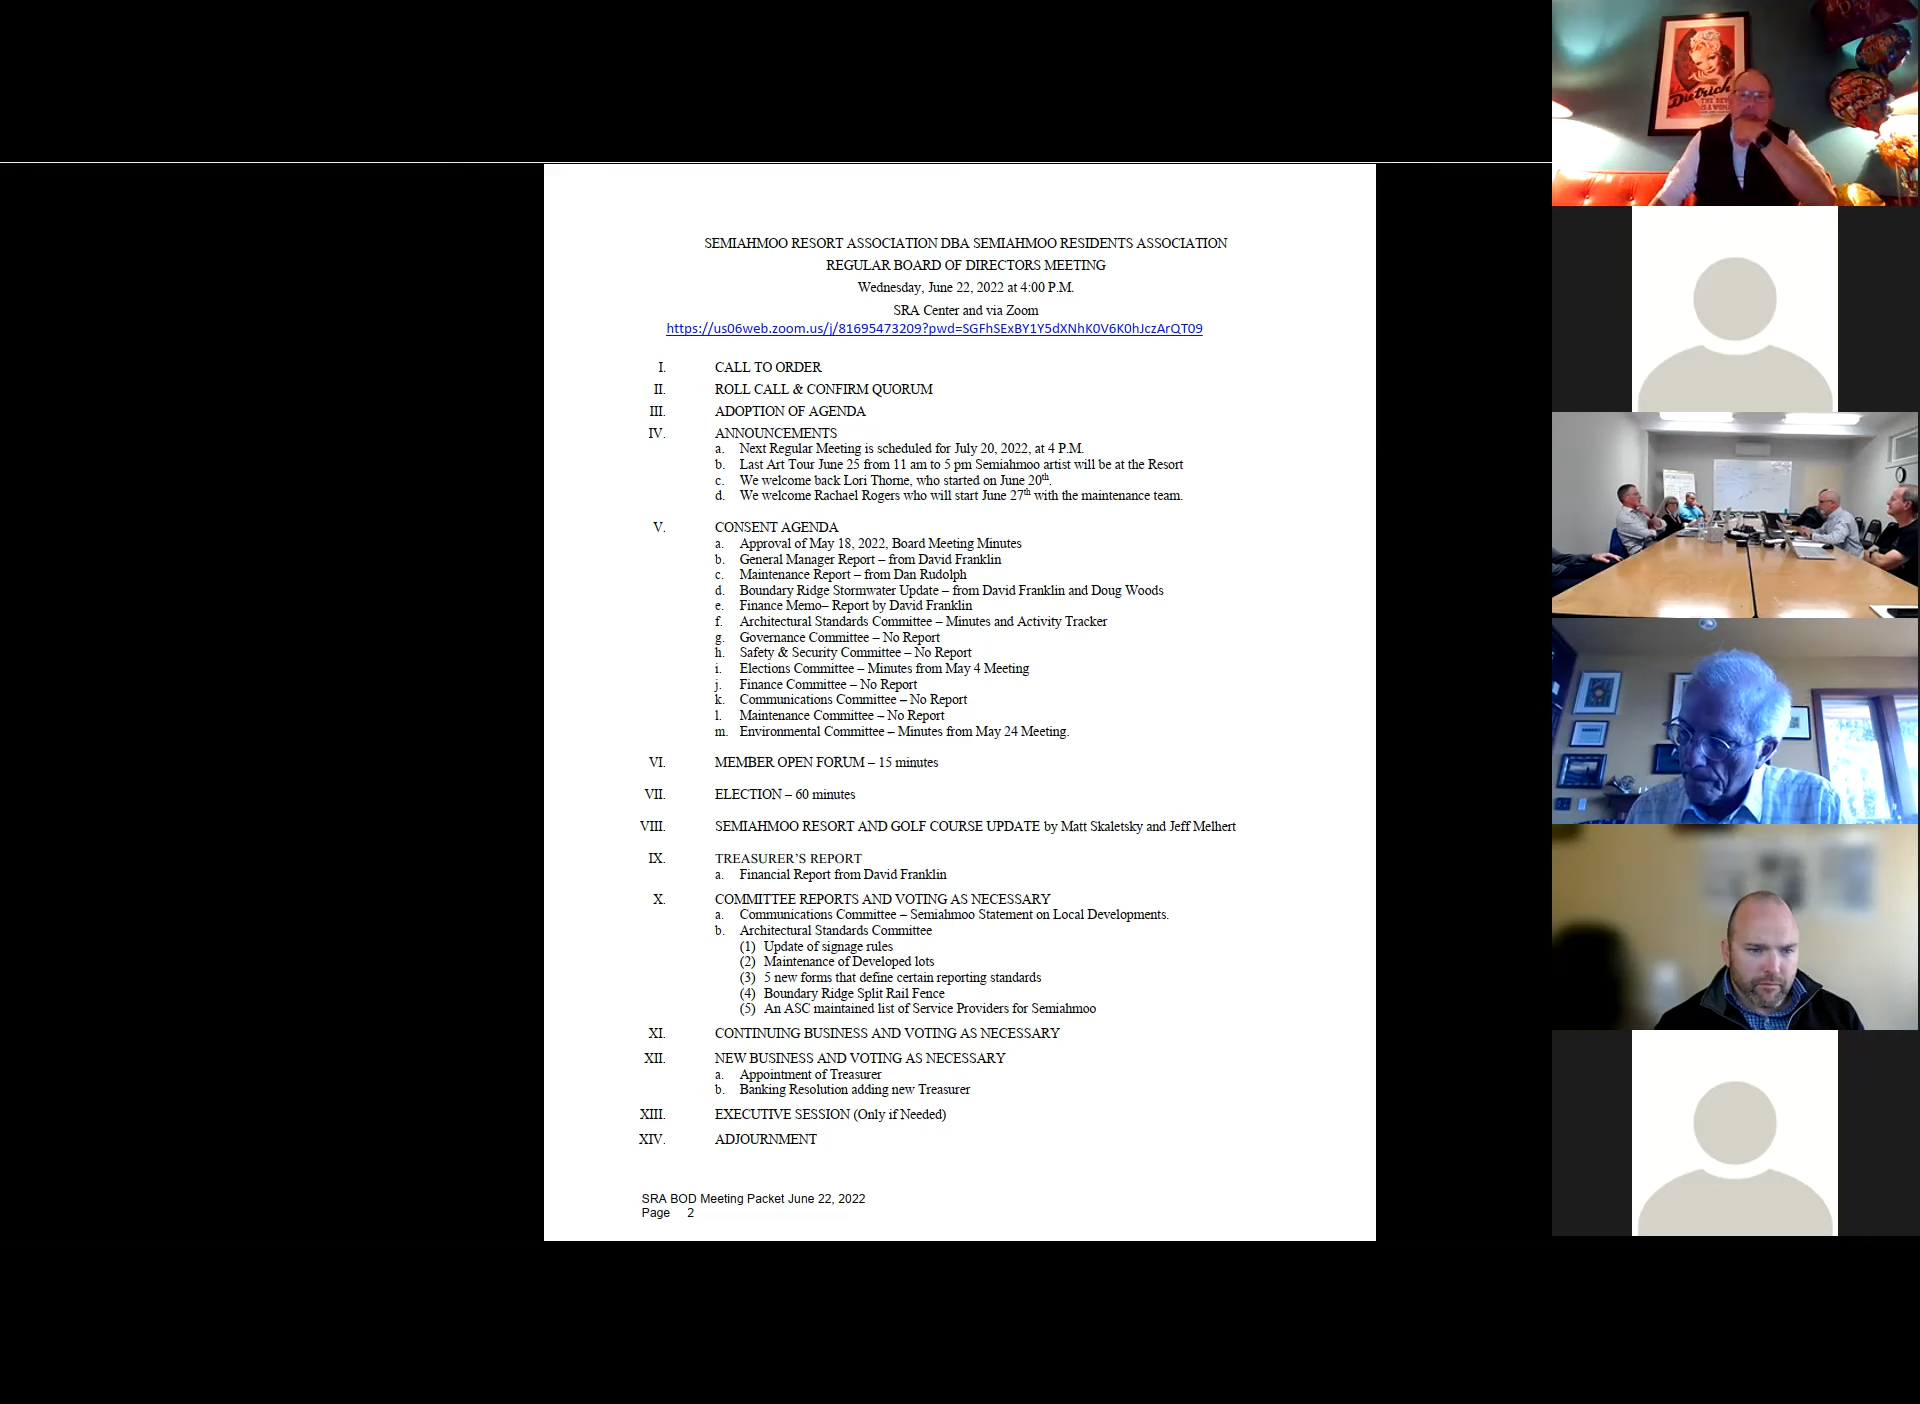 SEMIAHMOO RESORT ASSOCIATION DBA SEMIAHMOO RESIDENTS ASSOCIATION
REGULAR BOARD OF DIRECTORS MEETING
Wednesday, June 22, 2022 at 4:00 P.M.
SRA Center and via Zoom
https://us06web.zoom.us/j/81695473209?pwd=SGFhSExBY1Y5dXNhK0V6K0hJczArQT09
I. CALL TO ORDER
II. ROLL CALL & CONFIRM QUORUM
III. ADOPTION OF AGENDA
IV. ANNOUNCEMENTS
a. Next Regular Meeting is scheduled for July 20, 2022, at 4 P.M.
b. Last Art Tour June 25 from 11 am to 5 pm Semiahmoo artist will be at the Resort
c. We welcome back Lori Thorne, who started on June 20th.
d. We welcome Rachael Rogers who will start June 27th with the maintenance team.
V. CONSENT AGENDA
a. Approval of May 18, 2022, Board Meeting Minutes
b. General Manager Report – from David Franklin
c. Maintenance Report – from Dan Rudolph
d. Boundary Ridge Stormwater Update – from David Franklin and Doug Woods
e. Finance Memo– Report by David Franklin
f. Architectural Standards Committee – Minutes and Activity Tracker
g. Governance Committee – No Report
h. Safety & Security Committee – No Report
i. Elections Committee – Minutes from May 4 Meeting
j. Finance Committee – No Report
k. Communications Committee – No Report
l. Maintenance Committee – No Report
m. Environmental Committee – Minutes from May 24 Meeting.
VI. MEMBER OPEN FORUM – 15 minutes
VII. ELECTION – 60 minutes
VIII. SEMIAHMOO RESORT AND GOLF COURSE UPDATE by Matt Skaletsky and Jeff Melhert
IX. TREASURER’S REPORT
a. Financial Report from David Franklin
X. COMMITTEE REPORTS AND VOTING AS NECESSARY
a. Communications Committee – Semiahmoo Statement on Local Developments.
b. Architectural Standards Committee
(1) Update of signage rules
(2) Maintenance of Developed lots
(3) 5 new forms that define certain reporting standards
(4) Boundary Ridge Split Rail Fence
(5) An ASC maintained list of Service Providers for Semiahmoo
XI. CONTINUING BUSINESS AND VOTING AS NECESSARY
XII. NEW BUSINESS AND VOTING AS NECESSARY
a. Appointment of Treasurer
b. Banking Resolution adding new Treasurer
XIII. EXECUTIVE SESSION (Only if Needed)
XIV. ADJOURNMENT
SRA BOD Meeting Packet June 22, 2022
Page 2
Dietrich